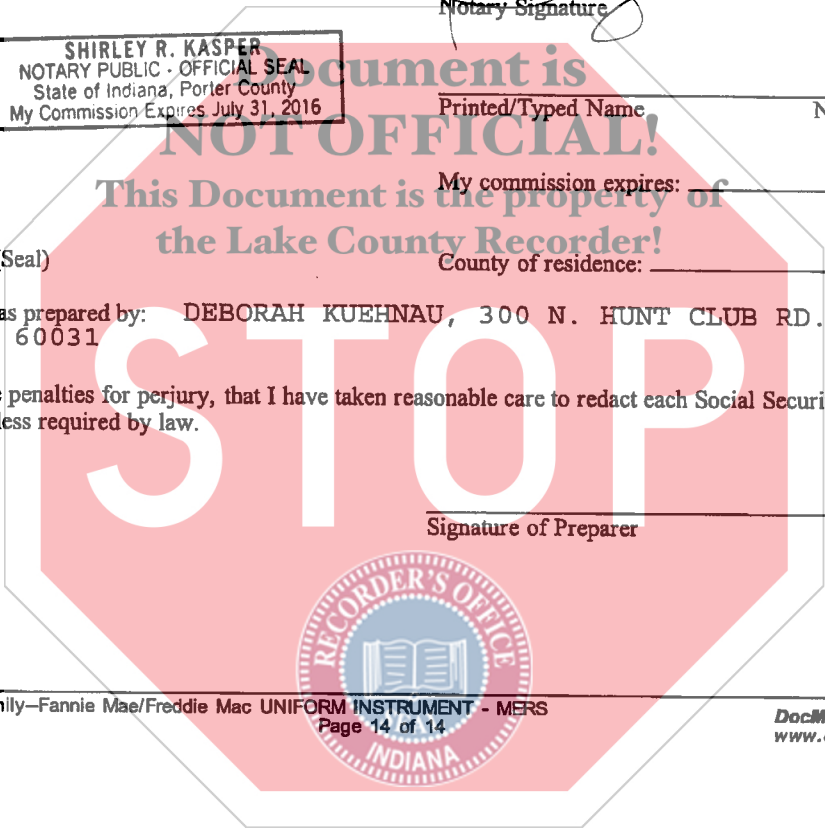 Notary Signature
SHIRLEY R. KASPER
NOTARY PUBLIC - OFFICIAL SEAL
State of Indiana, Porter County
My Commission Expires July 31, 2016
Document is
NOT OFFICIAL!
This Document is the property of
the Lake County Recorder!
Printed/Typed Name N
My commission expires:
(Seal)
County of residence:
as prepared by: DEBORAH KUEHNAU, 300 N. HUNT CLUB RD.
60031
penalties for perjury, that I have taken reasonable care to redact each Social Securi
less required by law.
STOP
Signature of Preparer
RECORDER'S OFFICE
INDIANA
nily-Fannie Mae/Freddie Mac UNIFORM INSTRUMENT - MERS
Page 14 of 14
DocM
www.